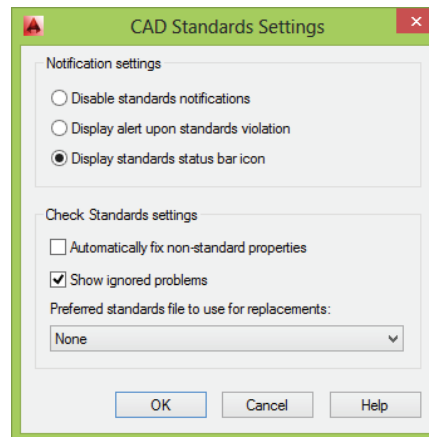 CAD Standards Settings
Notification settings
Disable standards notifications
Display alert upon standards violation
Display standards status bar icon
Check Standards settings
Automatically fix non-standard properties
Show ignored problems
Preferred standards file to use for replacements:
None
OK Cancel Help